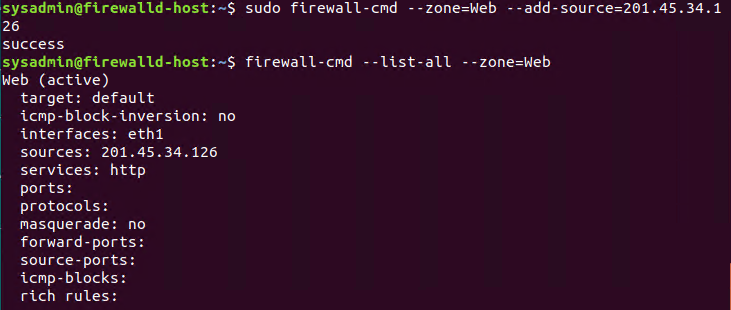 sysadmin@firewalld-host:~$ sudo firewall-cmd --zone=Web --add-source=201.45.34.1
26
success
sysadmin@firewalld-host:~$ firewall-cmd --list-all --zone=Web
Web (active)
  target: default
  icmp-block-inversion: no
  interfaces: eth1
  sources: 201.45.34.126
  services: http
  ports:
  protocols:
  masquerade: no
  forward-ports:
  source-ports:
  icmp-blocks:
  rich rules: